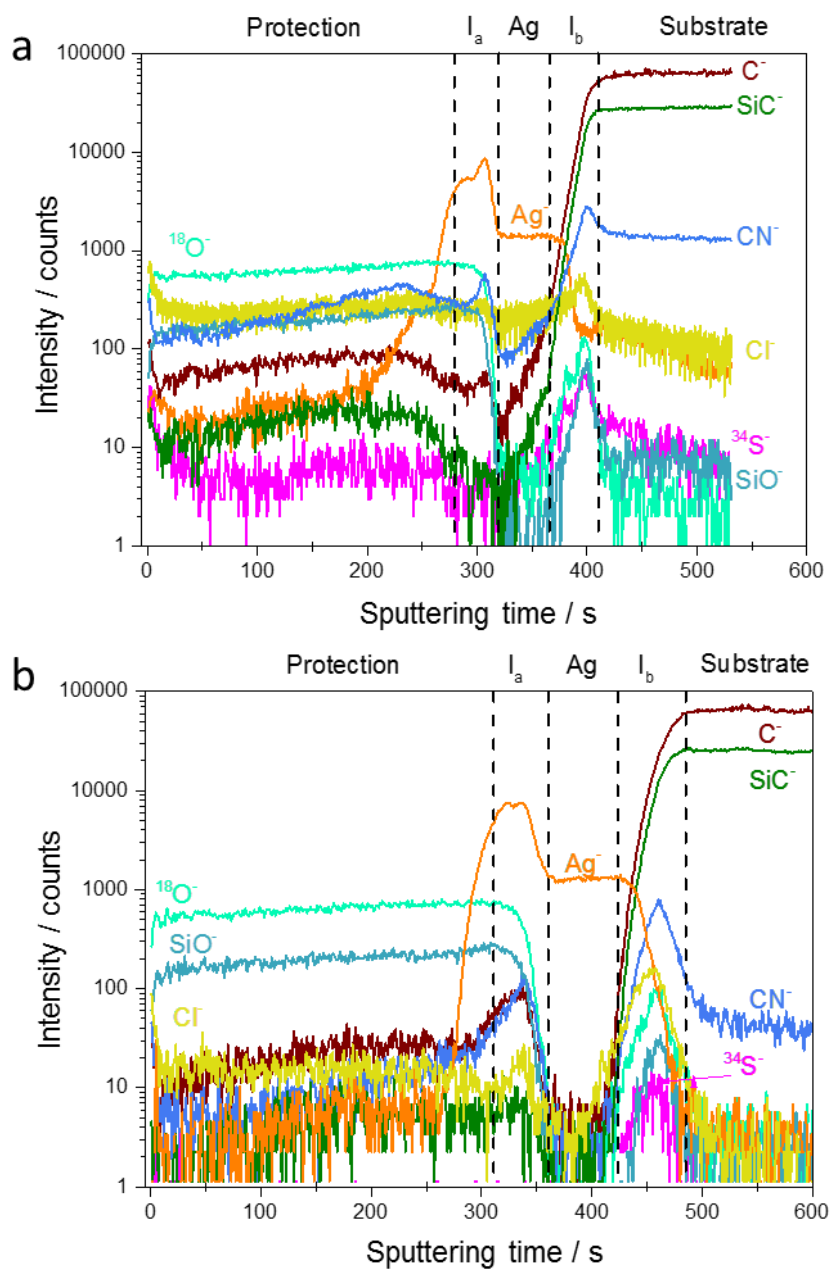 a
Protection Iₐ Ag I_b Substrate
100000
10000
1000
100
10
1
Intensity / counts
C⁻
SiC⁻
Ag⁻
¹⁸O⁻
CN⁻
Cl⁻
³⁴S⁻
SiO⁻
0 100 200 300 400 500 600
Sputtering time / s
b
Protection Iₐ Ag I_b Substrate
100000
10000
1000
100
10
1
Intensity / counts
C⁻
SiC⁻
Ag⁻
¹⁸O⁻
SiO⁻
Cl⁻
CN⁻
³⁴S⁻
0 100 200 300 400 500 600
Sputtering time / s